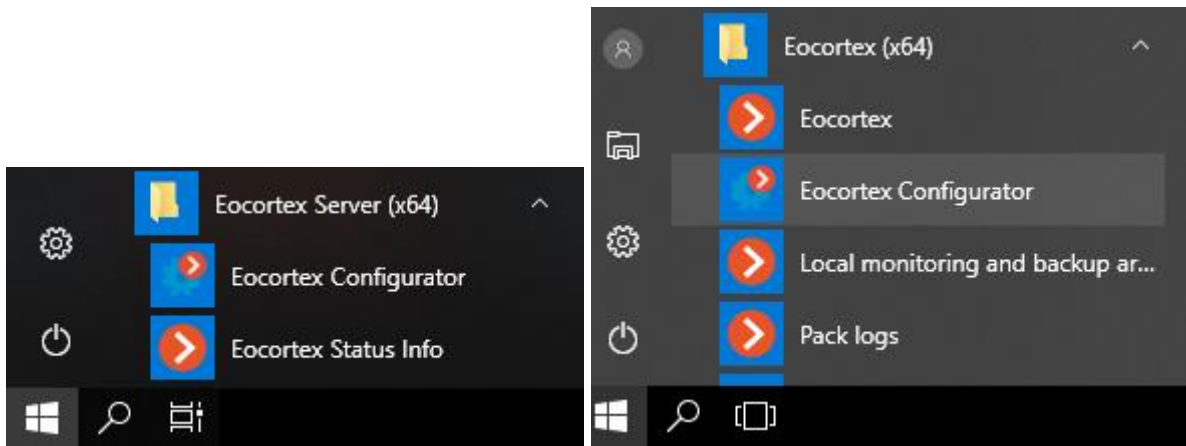 Eocortex Server (x64)
Eocortex Configurator
Eocortex Status Info
Eocortex (x64)
Eocortex
Eocortex Configurator
Local monitoring and backup ar...
Pack logs